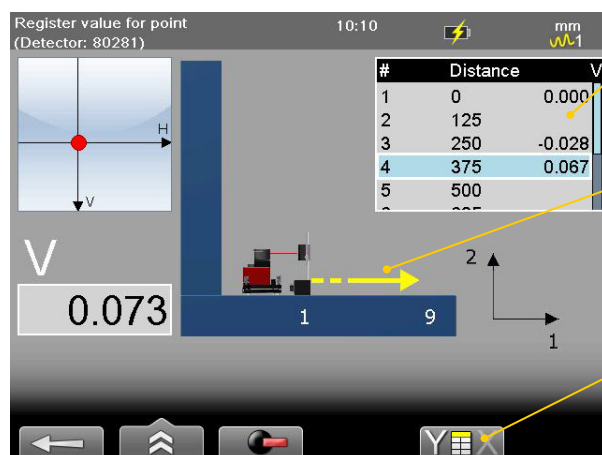 Register value for point
(Detector: 80281)
10:10
mm
1
H
V
# Distance V
1 0 0.000
2 125
3 250 -0.028
4 375 0.067
5 500
V
0.073
1 9
2
1
Y X